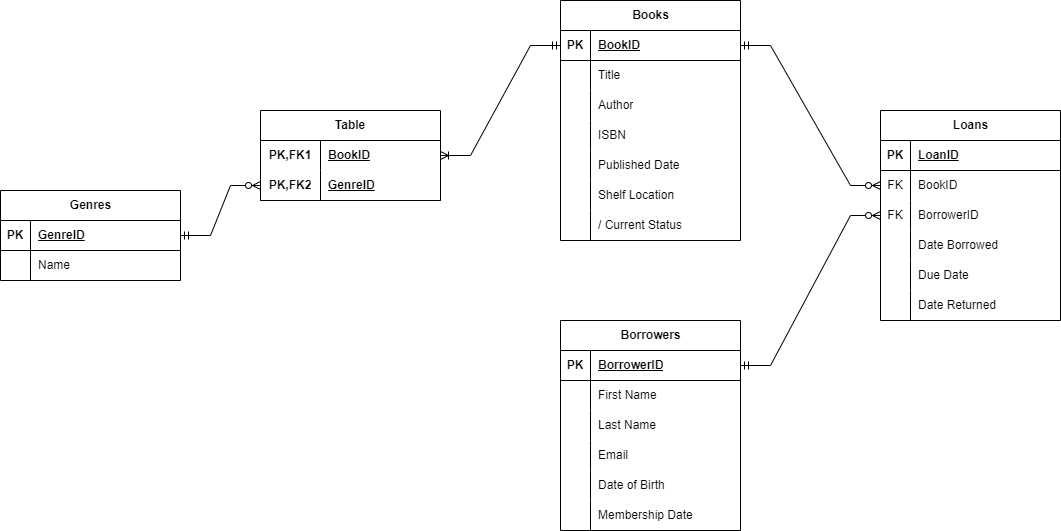 Books
PK BookID
Title
Author
ISBN
Published Date
Shelf Location
/ Current Status
Table
PK,FK1 BookID
PK,FK2 GenreID
Genres
PK GenreID
Name
Loans
PK LoanID
FK BookID
FK BorrowerID
Date Borrowed
Due Date
Date Returned
Borrowers
PK BorrowerID
First Name
Last Name
Email
Date of Birth
Membership Date